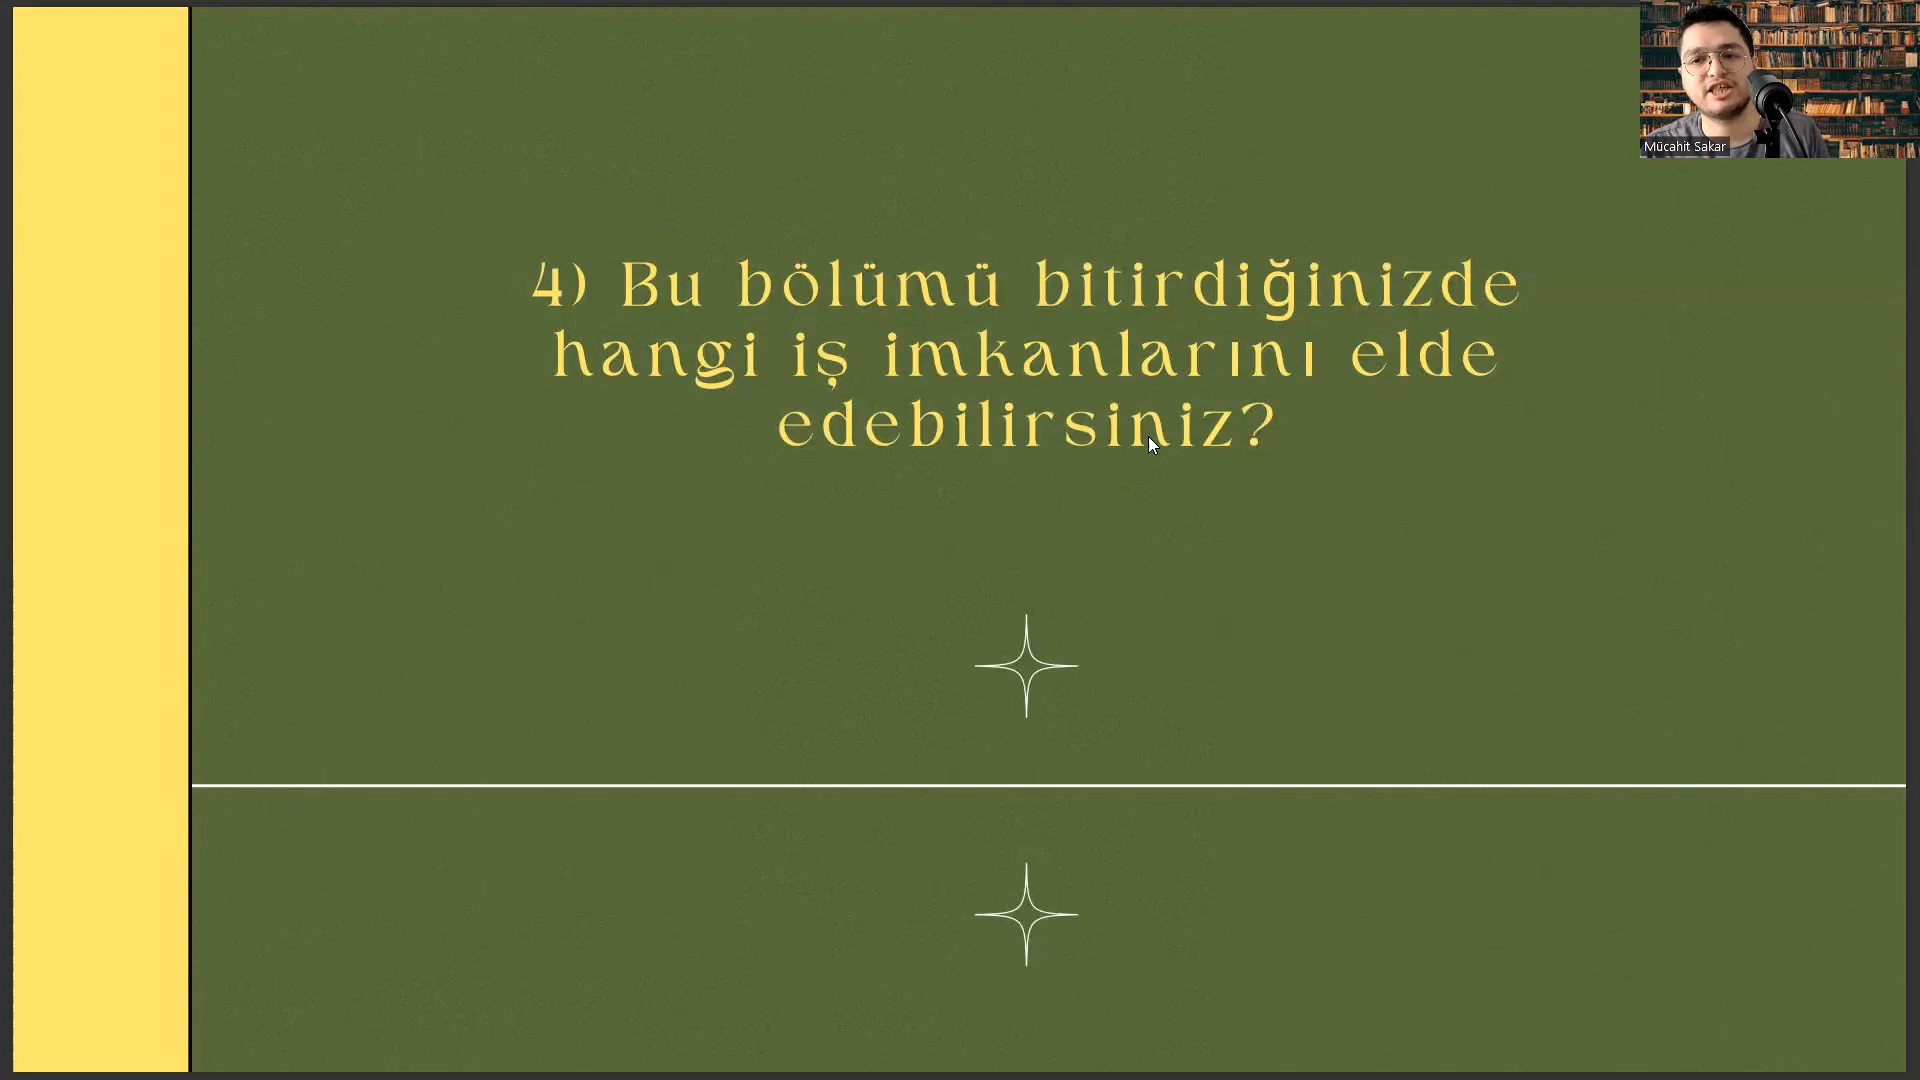 Mücahit Sakar
4) Bu bölümü bitirdiğinizde
hangi iş imkanlarını elde
edebilirsiniz?